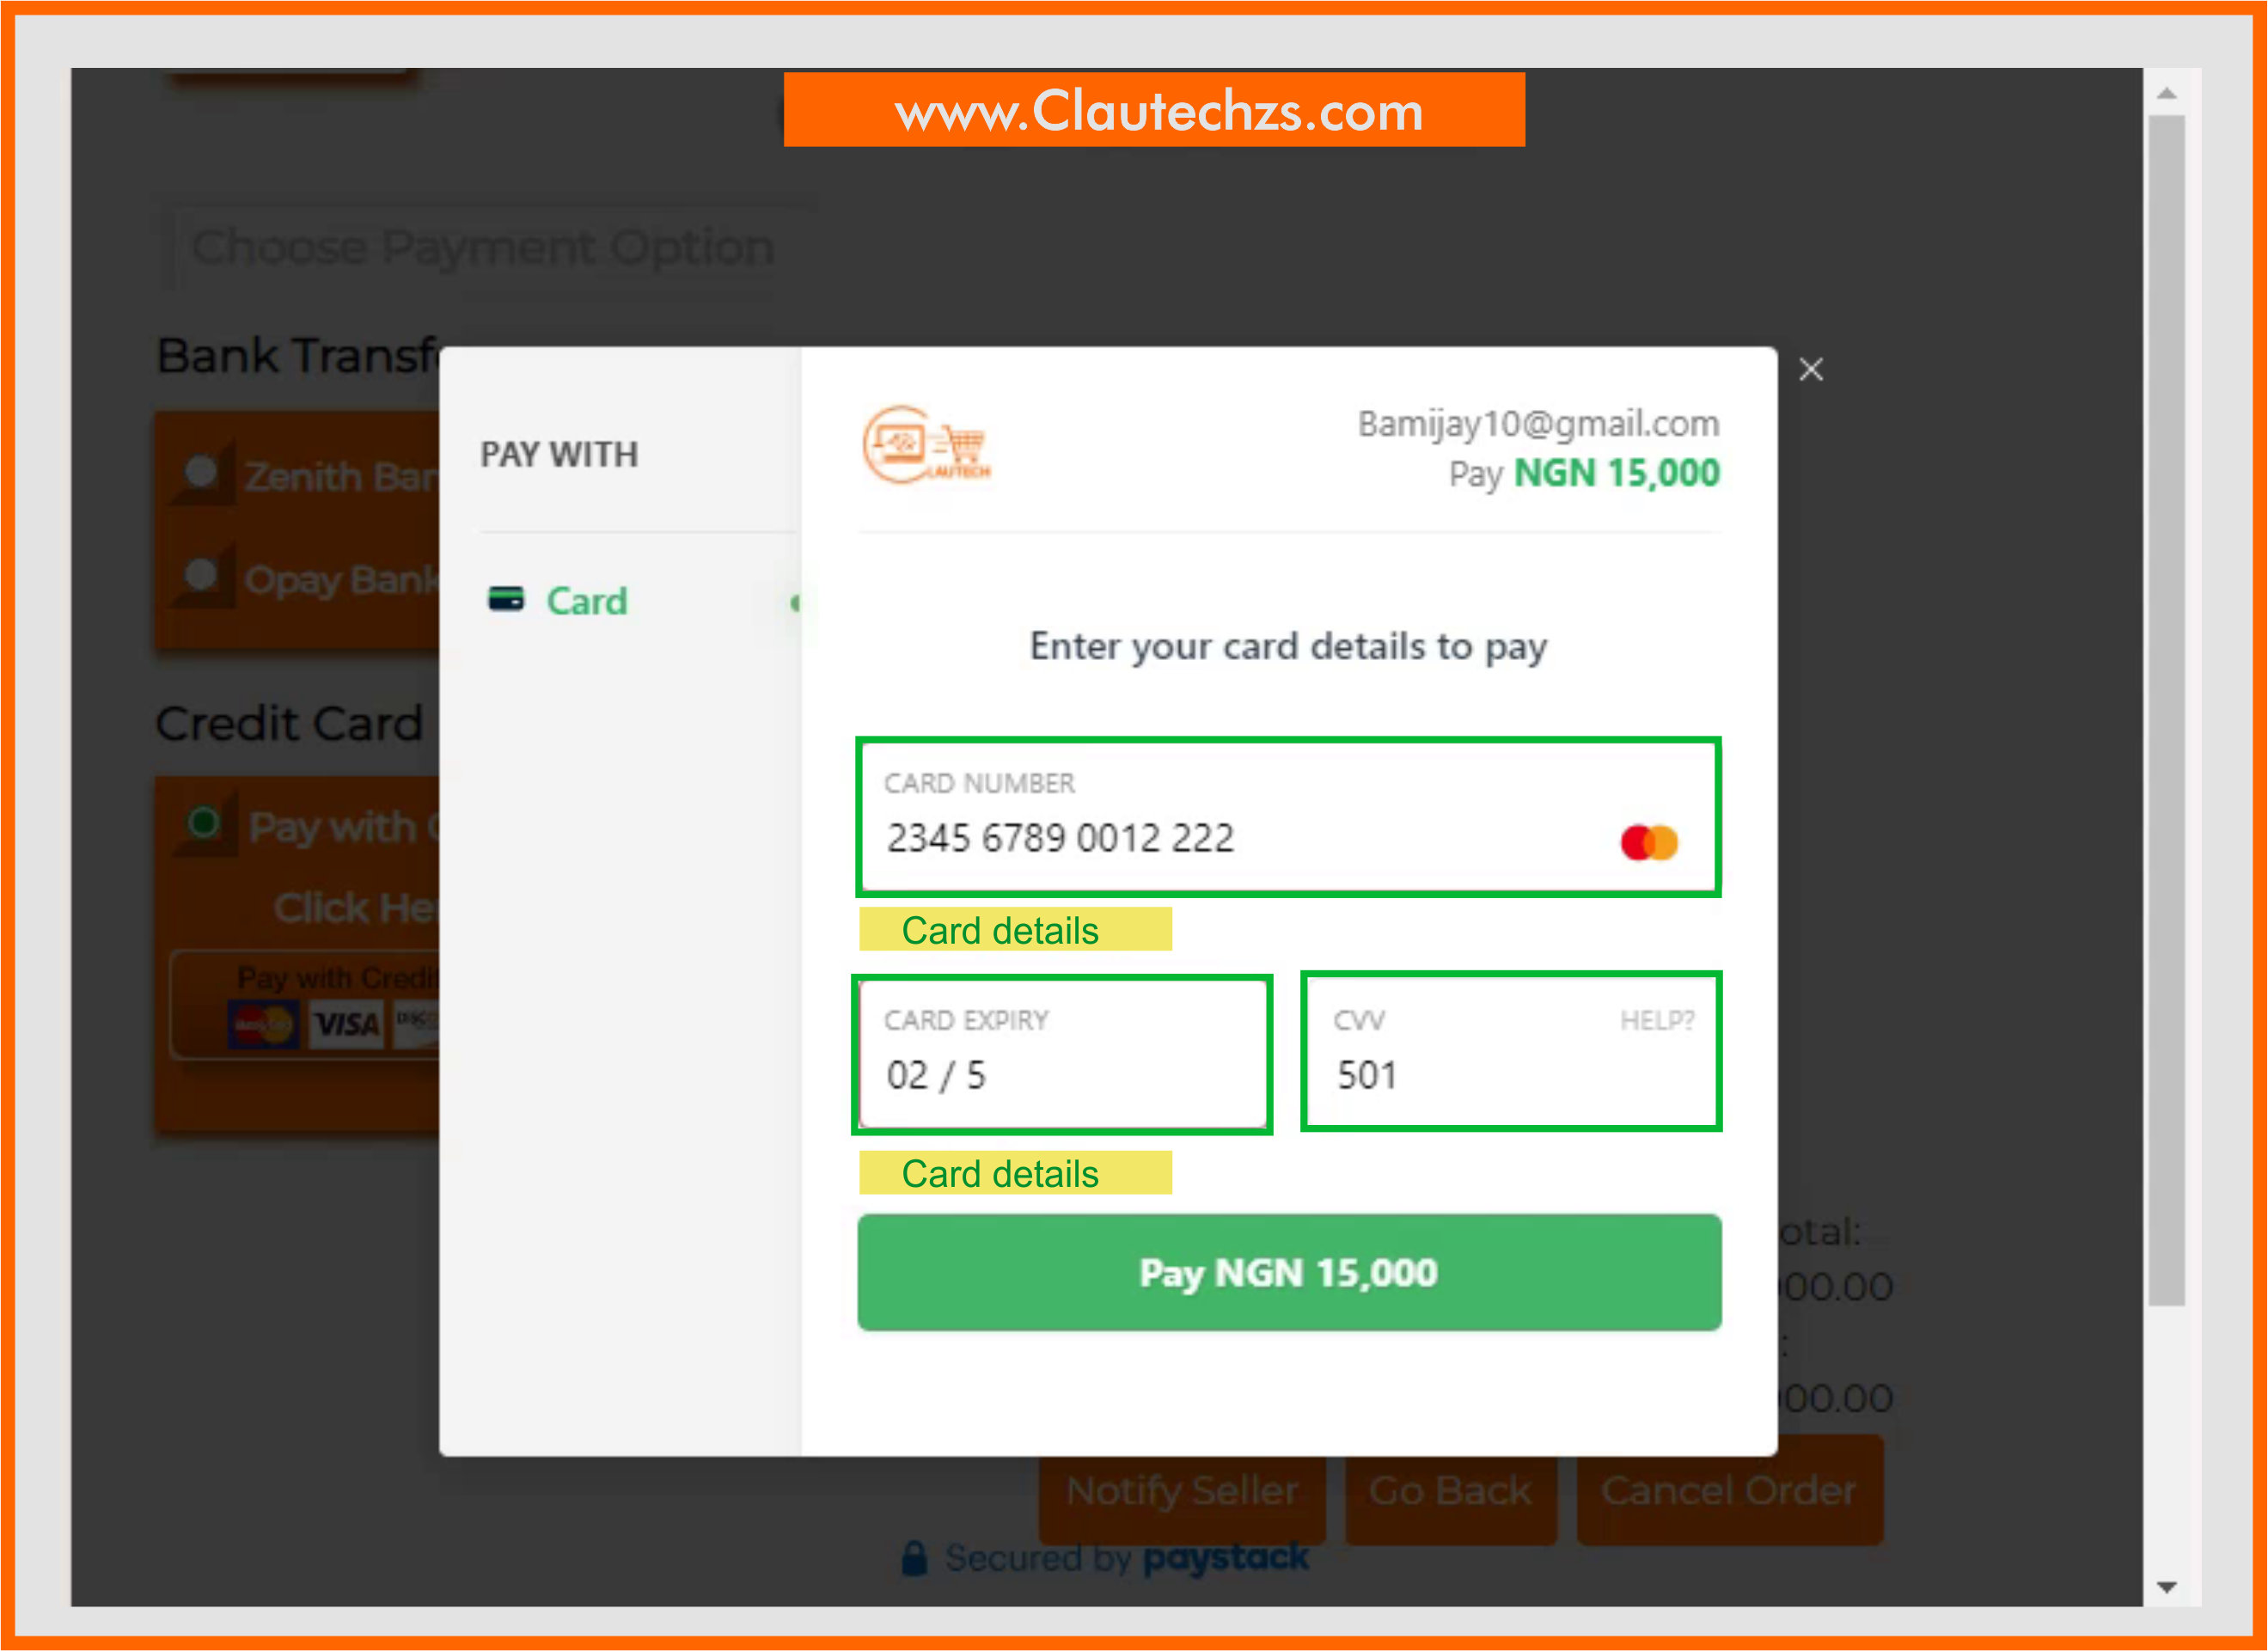 www.Clautechzs.com
Choose Payment Option
Bank Transf
Zenith Ban
Opay Bank
Credit Card
Pay with
Click He
Pay with Credi
MasterCard VISA DISC
PAY WITH
Card
LAUTECH
Bamijay10@gmail.com
Pay NGN 15,000
Enter your card details to pay
CARD NUMBER
2345 6789 0012 222
Card details
CARD EXPIRY
02 / 5
CVV HELP?
501
Card details
Pay NGN 15,000
otal:
00.00
:
00.00
Notify Seller Go Back Cancel Order
Secured by paystack